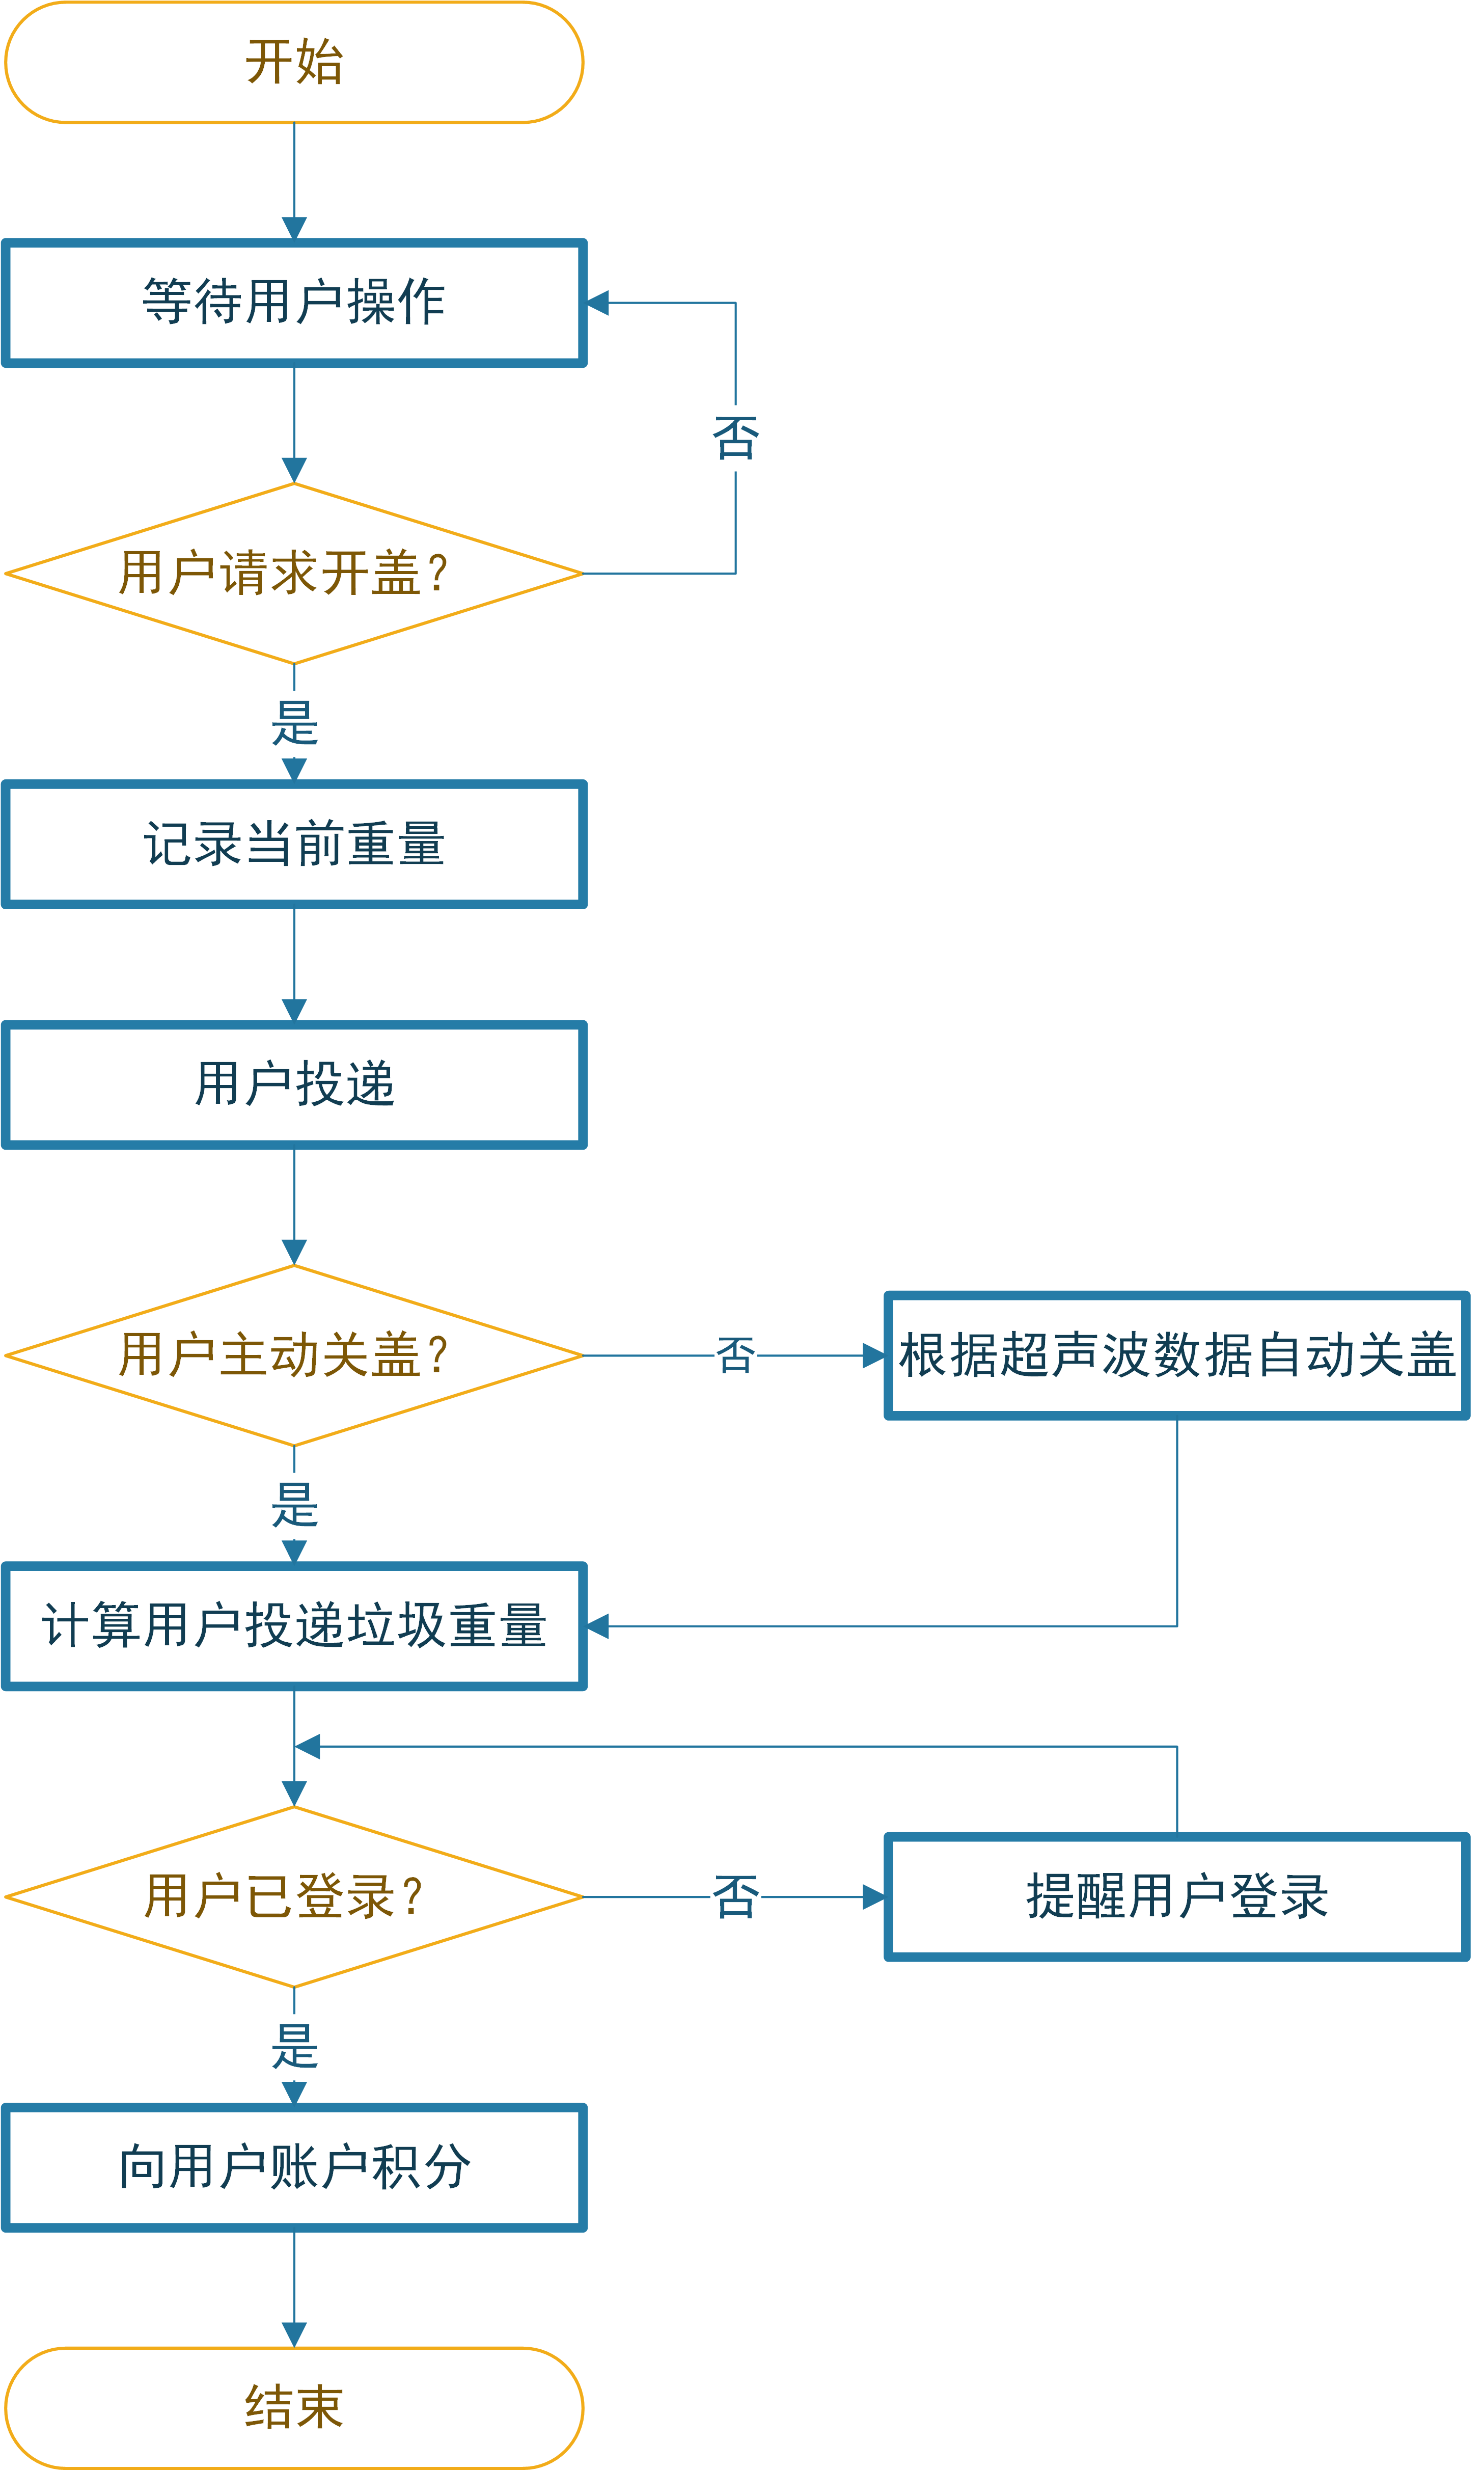 开始
等待用户操作
否
用户请求开盖？
是
记录当前重量
用户投递
用户主动关盖？
否
根据超声波数据自动关盖
是
计算用户投递垃圾重量
用户已登录？
否
提醒用户登录
是
向用户账户积分
结束